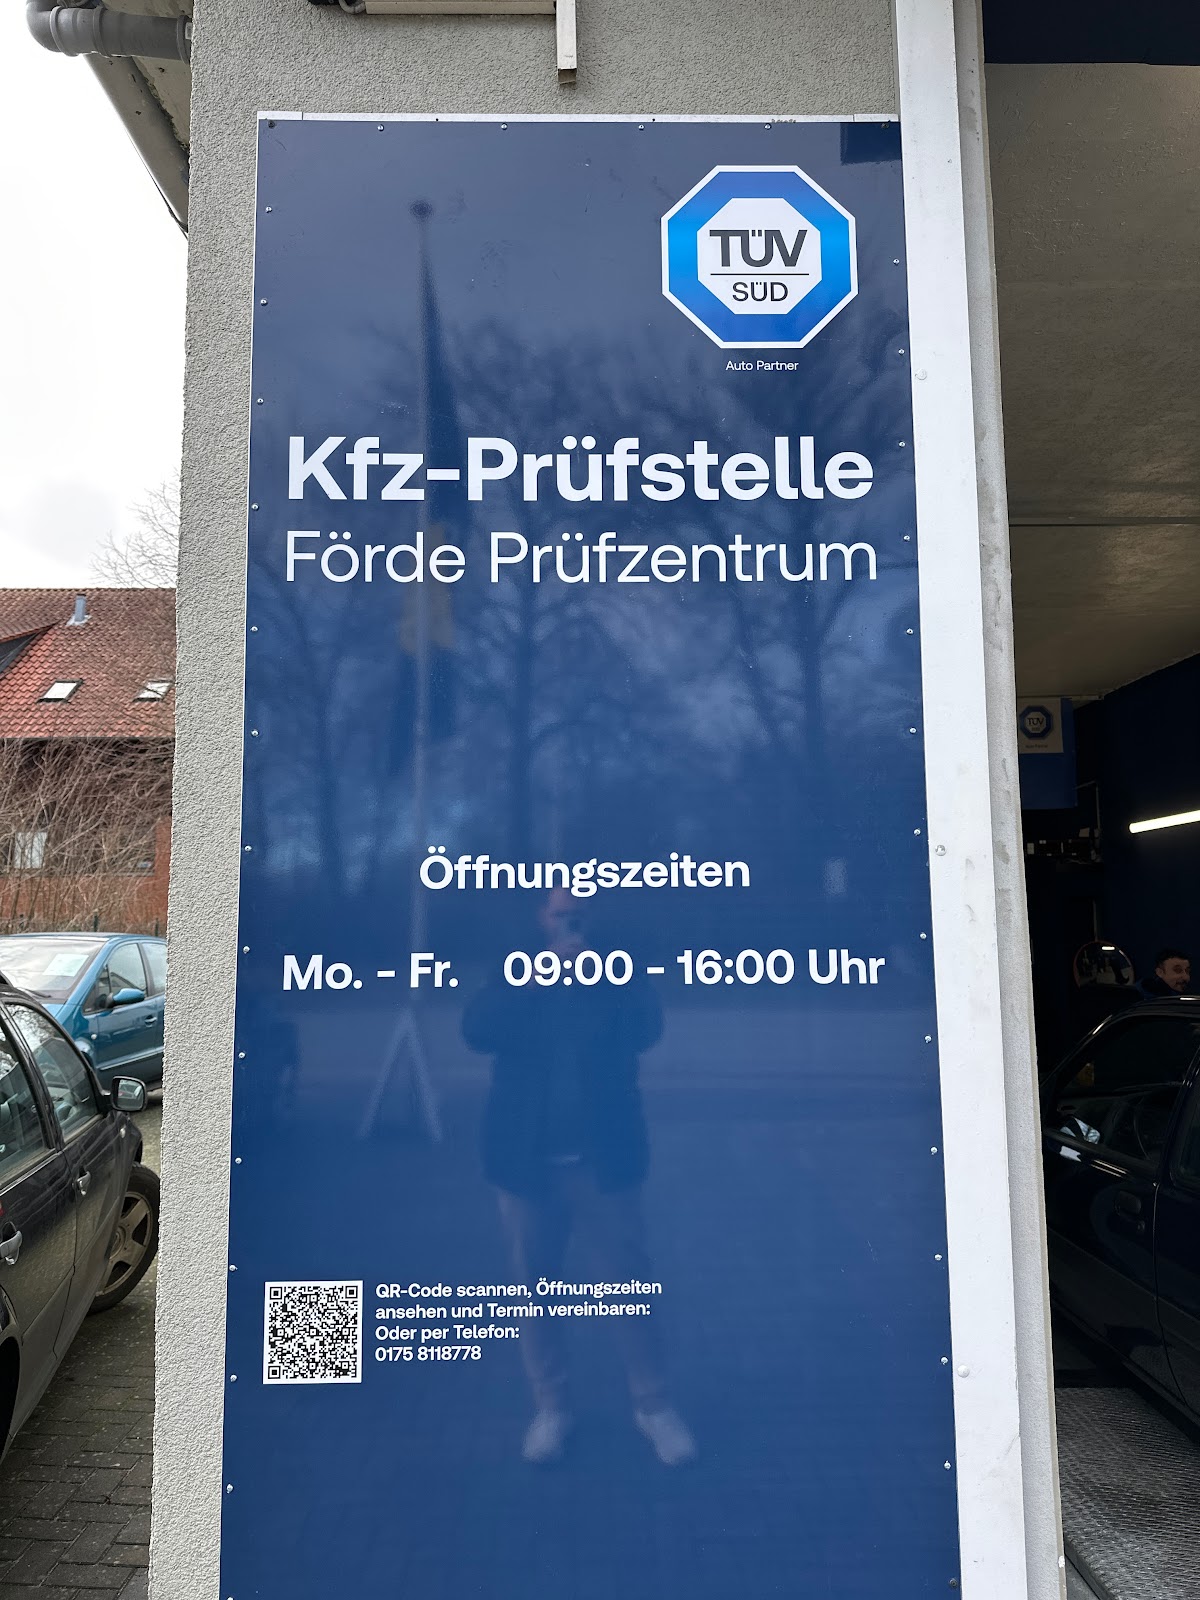 TÜV
SÜD
Auto Partner
Kfz-Prüfstelle
Förde Prüfzentrum
Öffnungszeiten
Mo. - Fr. 09:00 - 16:00 Uhr
QR-Code scannen, Öffnungszeiten
ansehen und Termin vereinbaren:
Oder per Telefon:
0175 8118778
TÜV